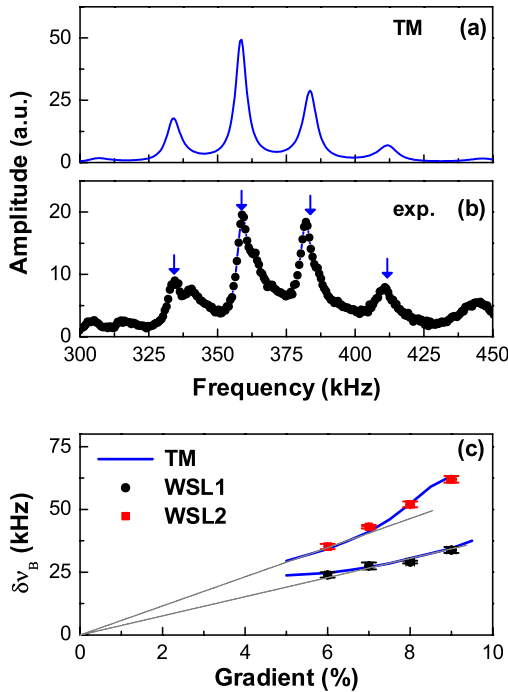 TM (a)
50
25
0
Amplitude (a.u.)
exp. (b)
20
10
0
300 325 350 375 400 425 450
Frequency (kHz)
75
50
25
0
δν_B (kHz)
(c)
TM
WSL1
WSL2
0 2 4 6 8 10
Gradient (%)